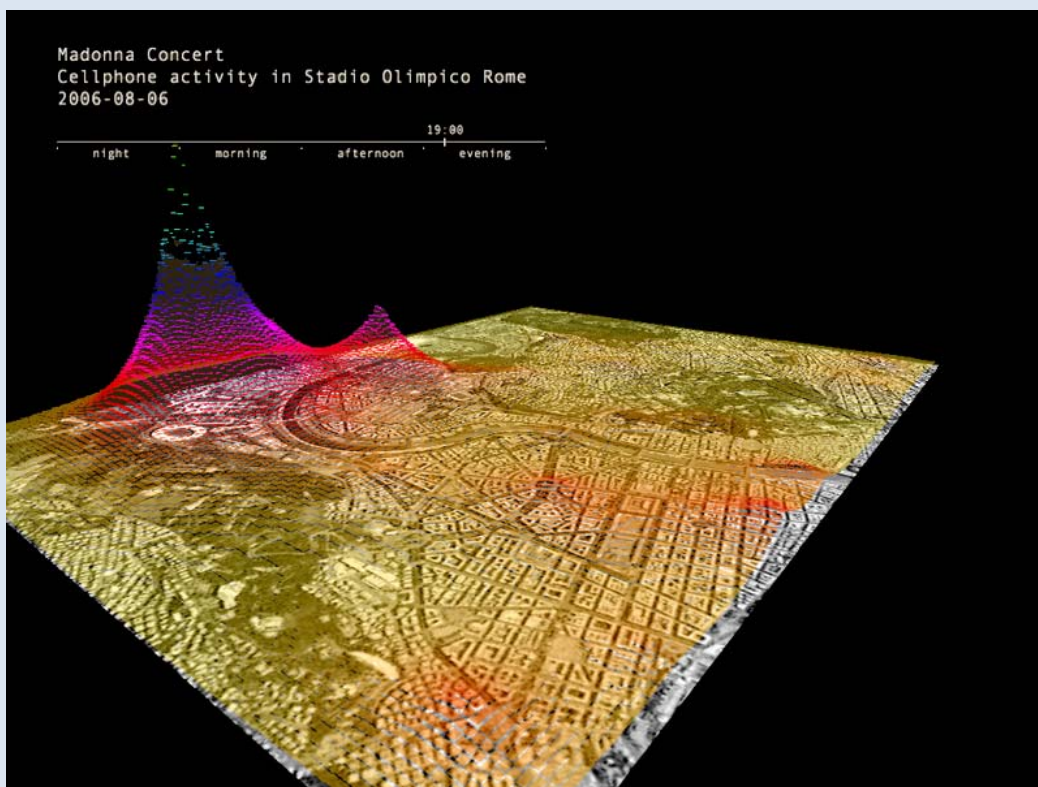 Madonna Concert
Cellphone activity in Stadio Olimpico Rome
2006-08-06
19:00
night morning afternoon evening